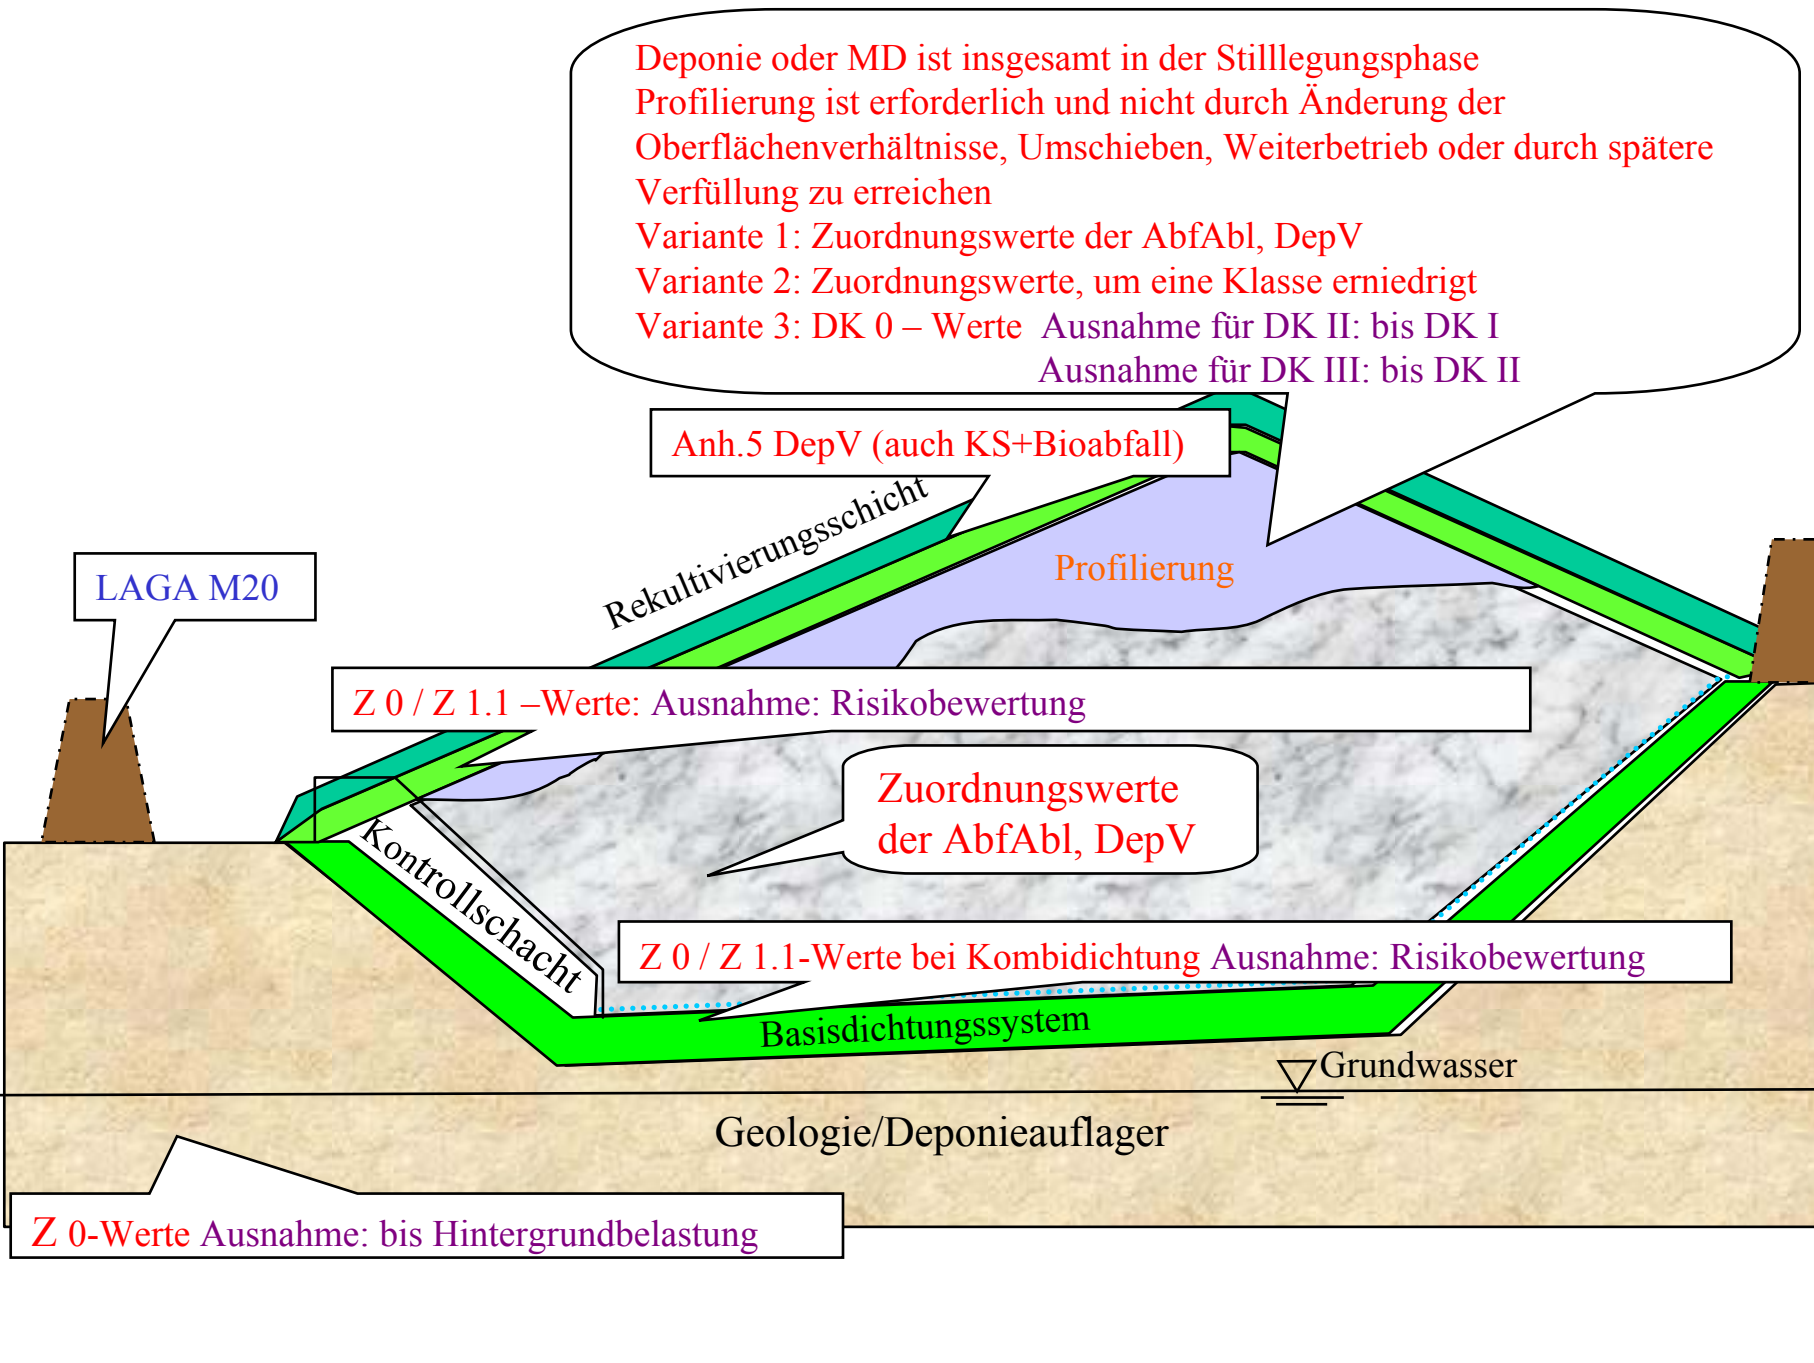 Deponie oder MD ist insgesamt in der Stilllegungsphase
Profilierung ist erforderlich und nicht durch Änderung der
Oberflächenverhältnisse, Umschieben, Weiterbetrieb oder durch spätere
Verfüllung zu erreichen
Variante 1: Zuordnungswerte der AbfAbl, DepV
Variante 2: Zuordnungswerte, um eine Klasse erniedrigt
Variante 3: DK 0 – Werte Ausnahme für DK II: bis DK I
Ausnahme für DK III: bis DK II
Anh.5 DepV (auch KS+Bioabfall)
Rekultivierungsschicht
Profilierung
LAGA M20
Z 0 / Z 1.1 –Werte: Ausnahme: Risikobewertung
Zuordnungswerte
der AbfAbl, DepV
Kontrollschacht
Z 0 / Z 1.1-Werte bei Kombidichtung Ausnahme: Risikobewertung
Basisdichtungssystem
Grundwasser
Geologie/Deponieauflager
Z 0-Werte Ausnahme: bis Hintergrundbelastung